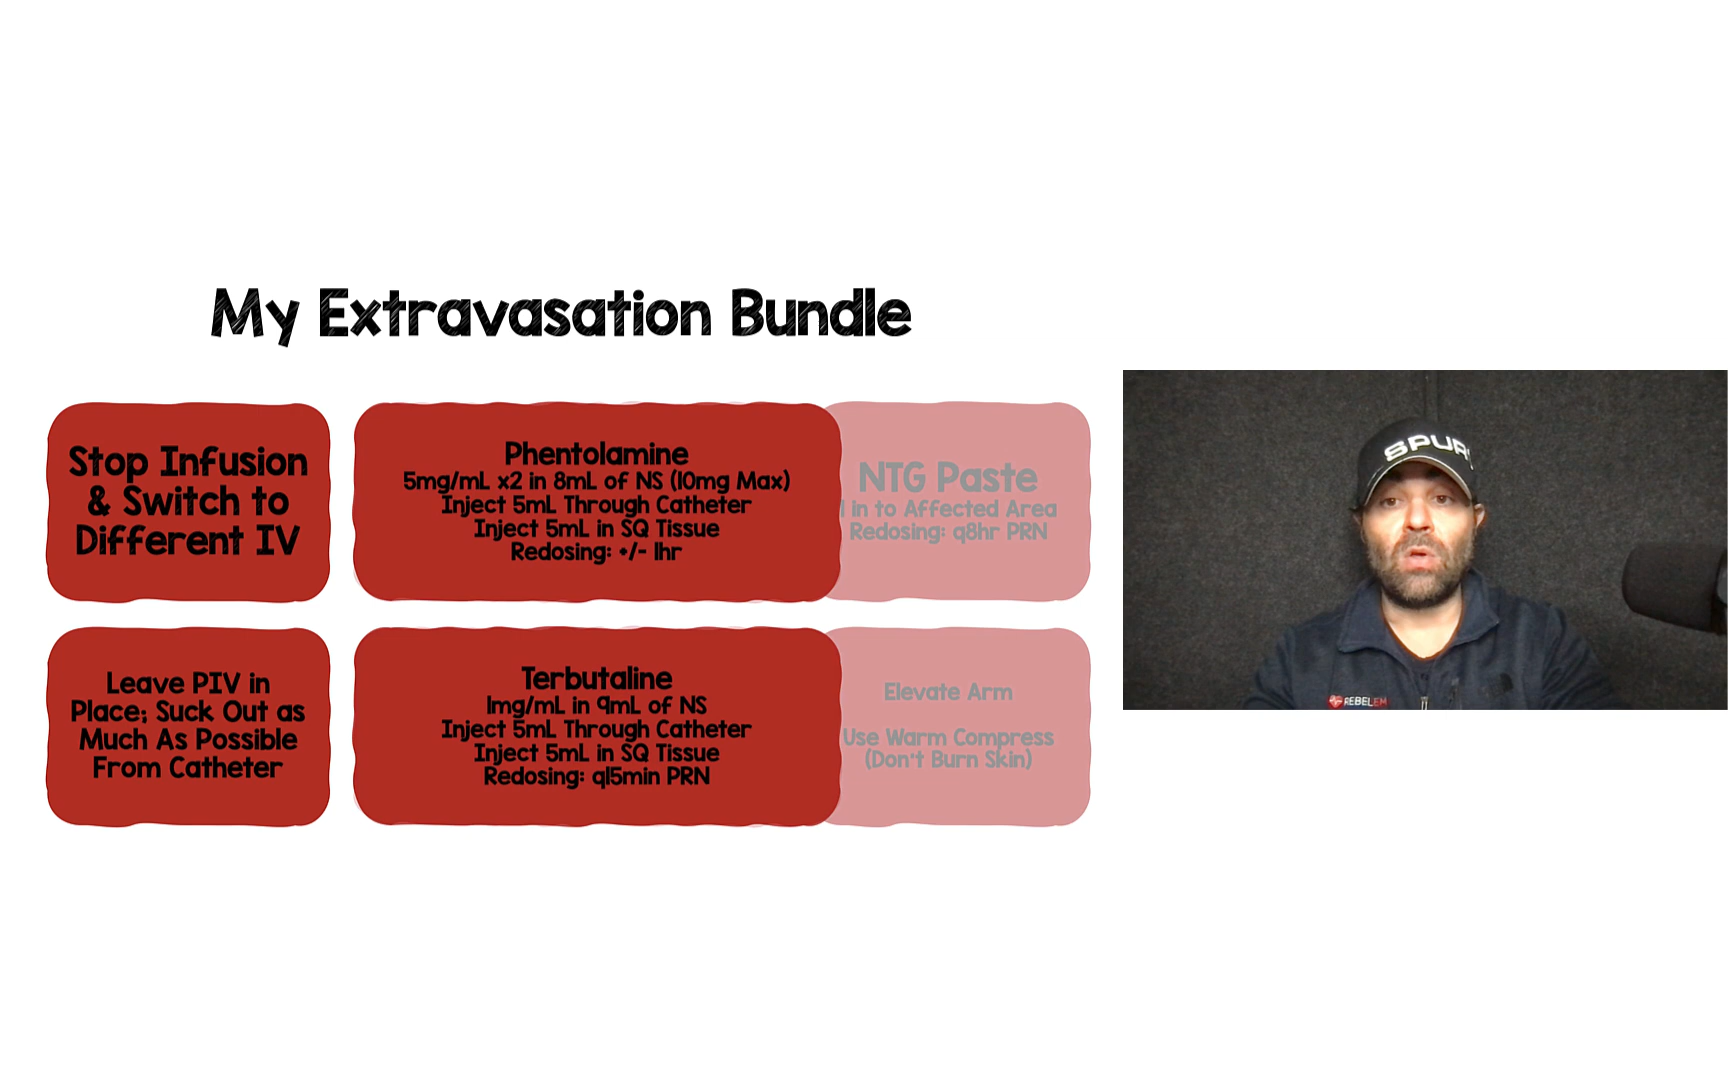 My Extravasation Bundle
Stop Infusion
& Switch to
Different IV
Phentolamine
5mg/mL x2 in 8mL of NS (10mg Max)
Inject 5mL Through Catheter
Inject 5mL in SQ Tissue
Redosing: +/- 1hr
NTG Paste
1 in to Affected Area
Redosing: q8hr PRN
Leave PIV in
Place; Suck Out as
Much As Possible
From Catheter
Terbutaline
1mg/mL in 9mL of NS
Inject 5mL Through Catheter
Inject 5mL in SQ Tissue
Redosing: q15min PRN
Elevate Arm
Use Warm Compress
(Don't Burn Skin)
SPUR
REBELEM